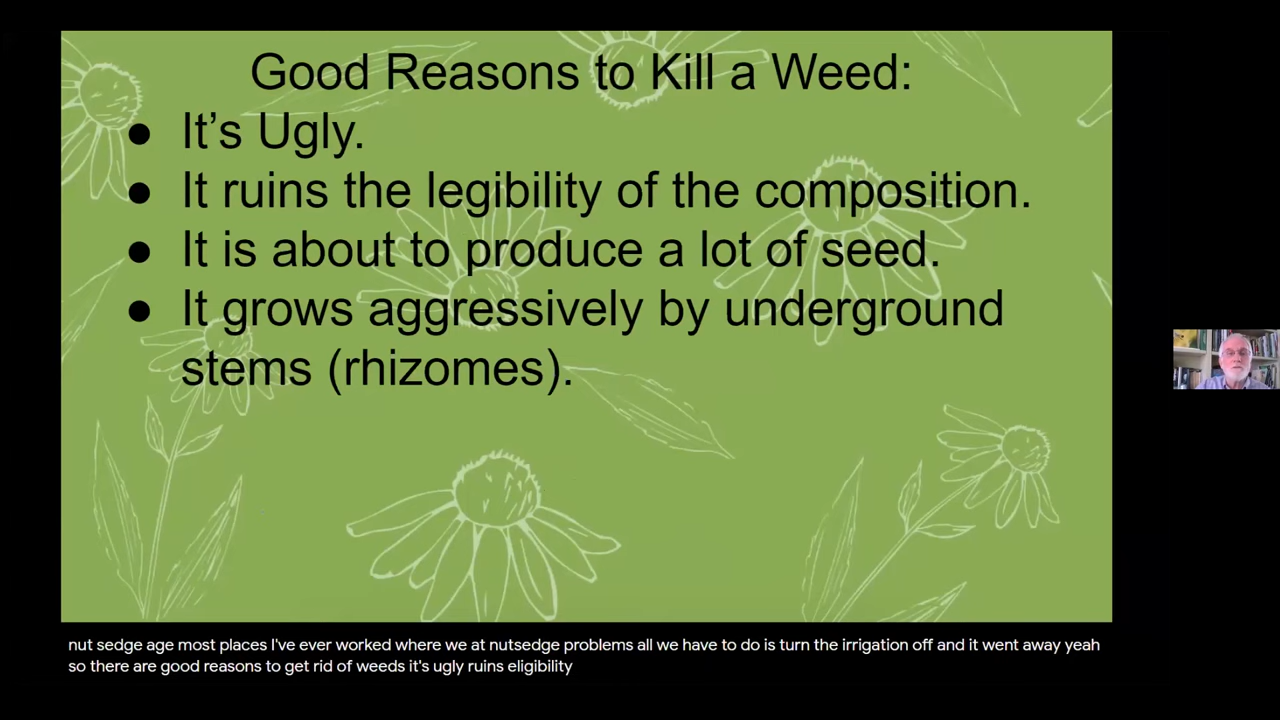 Good Reasons to Kill a Weed:
● It's Ugly.
● It ruins the legibility of the composition.
● It is about to produce a lot of seed.
● It grows aggressively by underground
stems (rhizomes).
nut sedge age most places I've ever worked where we at nutsedge problems all we have to do is turn the irrigation off and it went away yeah
so there are good reasons to get rid of weeds it's ugly ruins eligibility